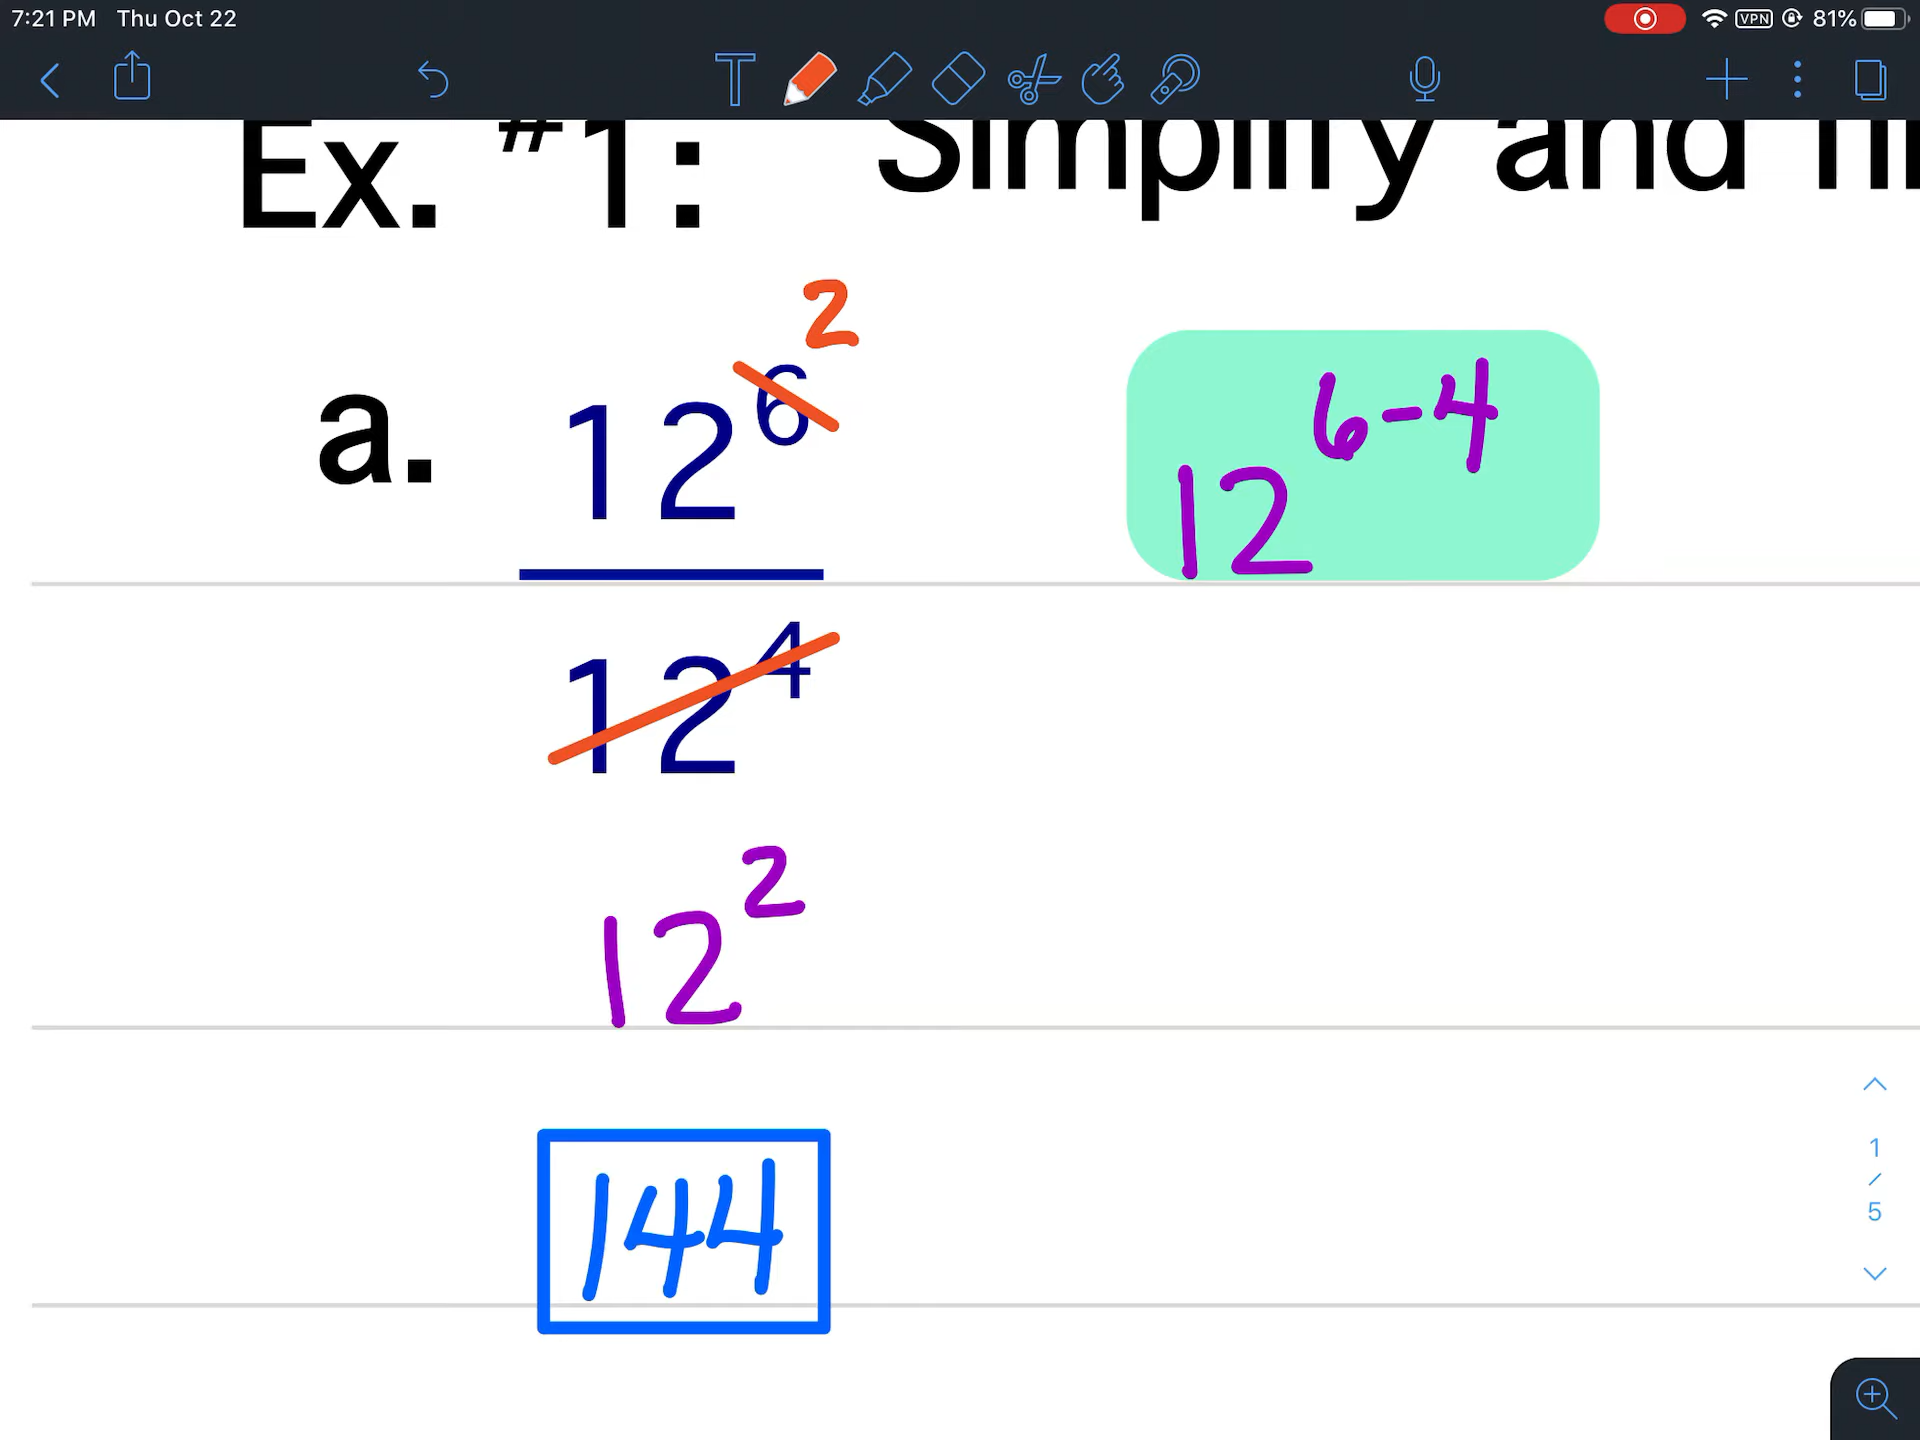 7:21 PM Thu Oct 22
VPN 81%
T
Ex. #1: Simplify and
a. 12^6 2
12^6-4
12^4
12^2
144
1
/
5